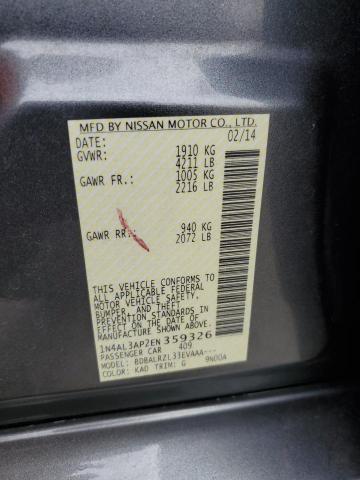 MFD BY NISSAN MOTOR CO., LTD.
DATE: 02/14
GVWR: 1910 KG
4211 LB
GAWR FR.: 1005 KG
2216 LB
GAWR RR.: 940 KG
2072 LB
THIS VEHICLE CONFORMS TO
ALL APPLICABLE FEDERAL
MOTOR VEHICLE SAFETY,
BUMPER, AND THEFT
PREVENTION STANDARDS IN
EFFECT ON THE DATE OF
MANUFACTURE SHOWN ABOVE.
1N4AL3AP2EN359326
PASSENGER CAR 409
MODEL: BDBALRZL33EVAAA---
COLOR: KAD TRIM: G 9N00A